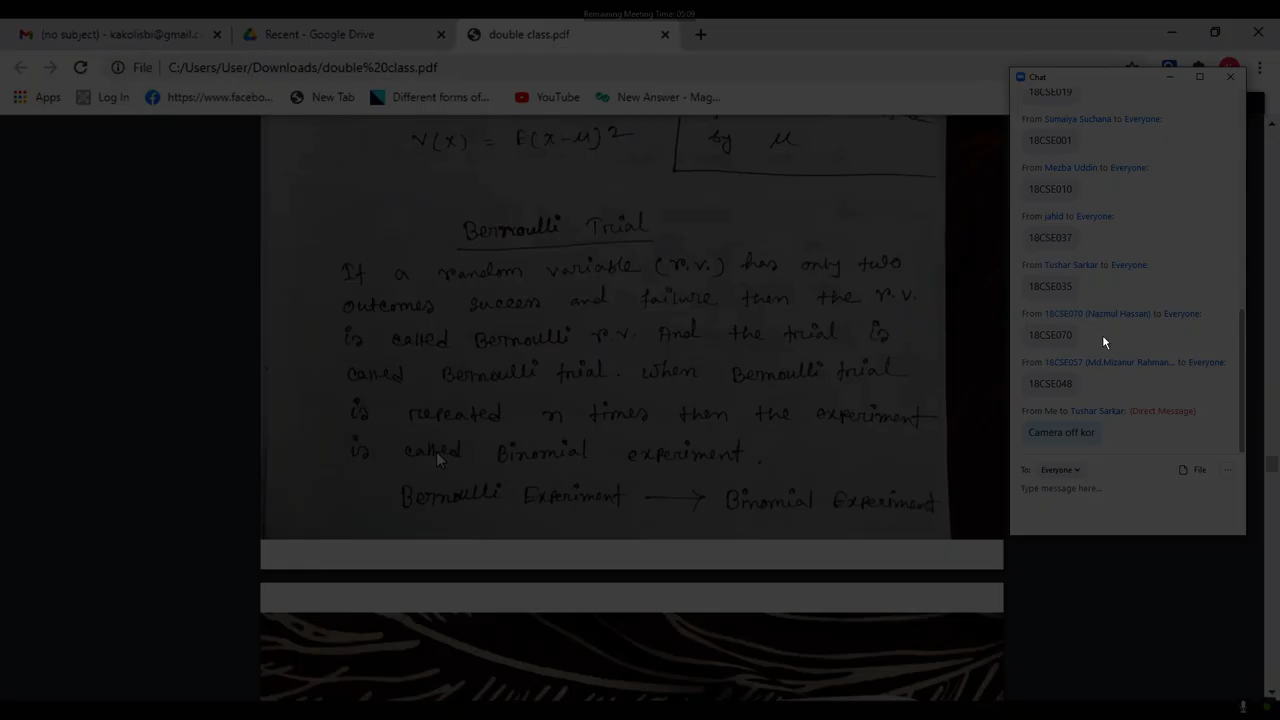 Remaining Meeting Time: 05:09
(no subject) - kakolisbi@gmail.c
Recent - Google Drive
double class.pdf
File
C:/Users/User/Downloads/double%20class.pdf
Apps
Log In
https://www.facebo...
New Tab
Different forms of...
YouTube
New Answer - Mag...
V(x) = E(x-μ)²
by μ
Bernoulli Trial
If a random variable (r.v.) has only two
outcomes success and failure then the r.v.
is called Bernoulli r.v. And the trial is
called Bernoulli trial. When Bernoulli trial
is repeated n times then the experiment
is called Binomial experiment.
Bernoulli Experiment → Binomial Experiment
Chat
18CSE019
From Sumaiya Suchana to Everyone:
18CSE001
From Mezba Uddin to Everyone:
18CSE010
From jahid to Everyone:
18CSE037
From Tushar Sarkar to Everyone:
18CSE035
From 18CSE070 (Nazmul Hassan) to Everyone:
18CSE070
From 18CSE057 (Md.Mizanur Rahman... to Everyone:
18CSE048
From Me to Tushar Sarkar: (Direct Message)
Camera off kor
To: Everyone
File
Type message here...